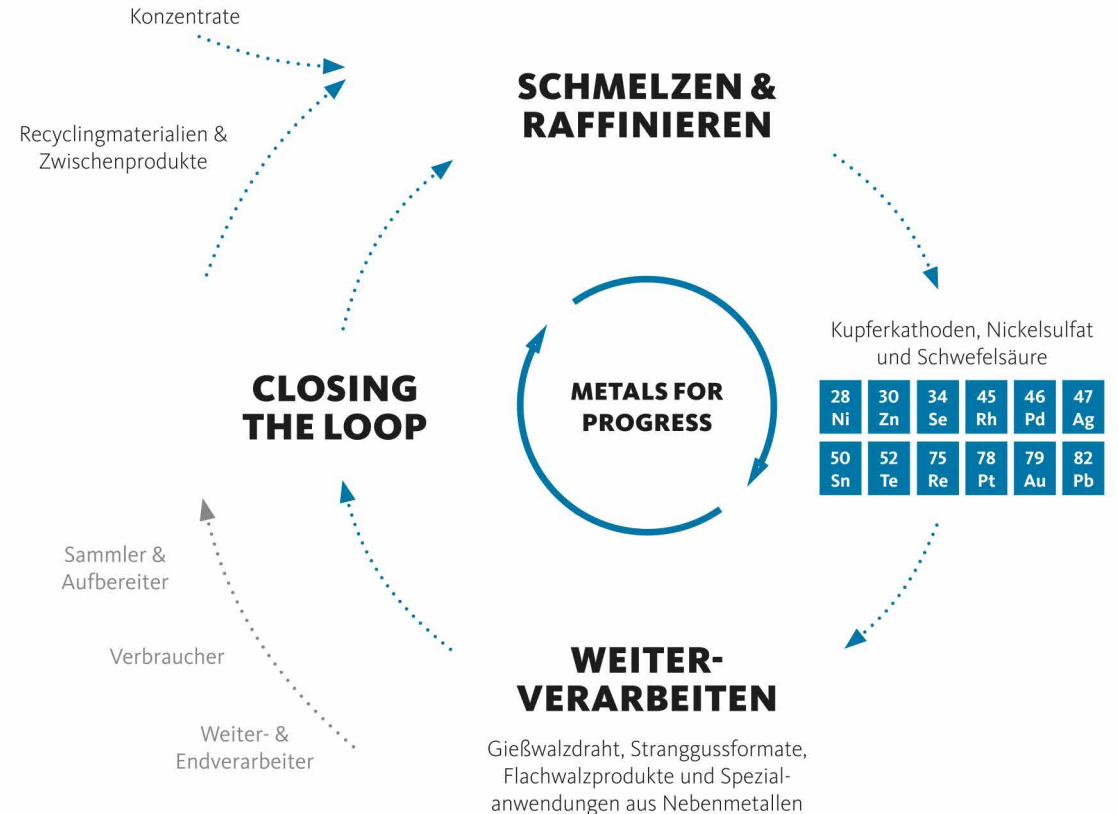 Konzentrate
SCHMELZEN &
RAFFINIEREN
Recyclingmaterialien &
Zwischenprodukte
Kupferkathoden, Nickelsulfat
und Schwefelsäure
28 30 34 45 46 47
Ni Zn Se Rh Pd Ag
50 52 75 78 79 82
Sn Te Re Pt Au Pb
CLOSING
THE LOOP
METALS FOR
PROGRESS
Sammler &
Aufbereiter
Verbraucher
Weiter- &
Endverarbeiter
WEITER-
VERARBEITEN
Gießwalzdraht, Stranggussformate,
Flachwalzprodukte und Spezial-
anwendungen aus Nebenmetallen